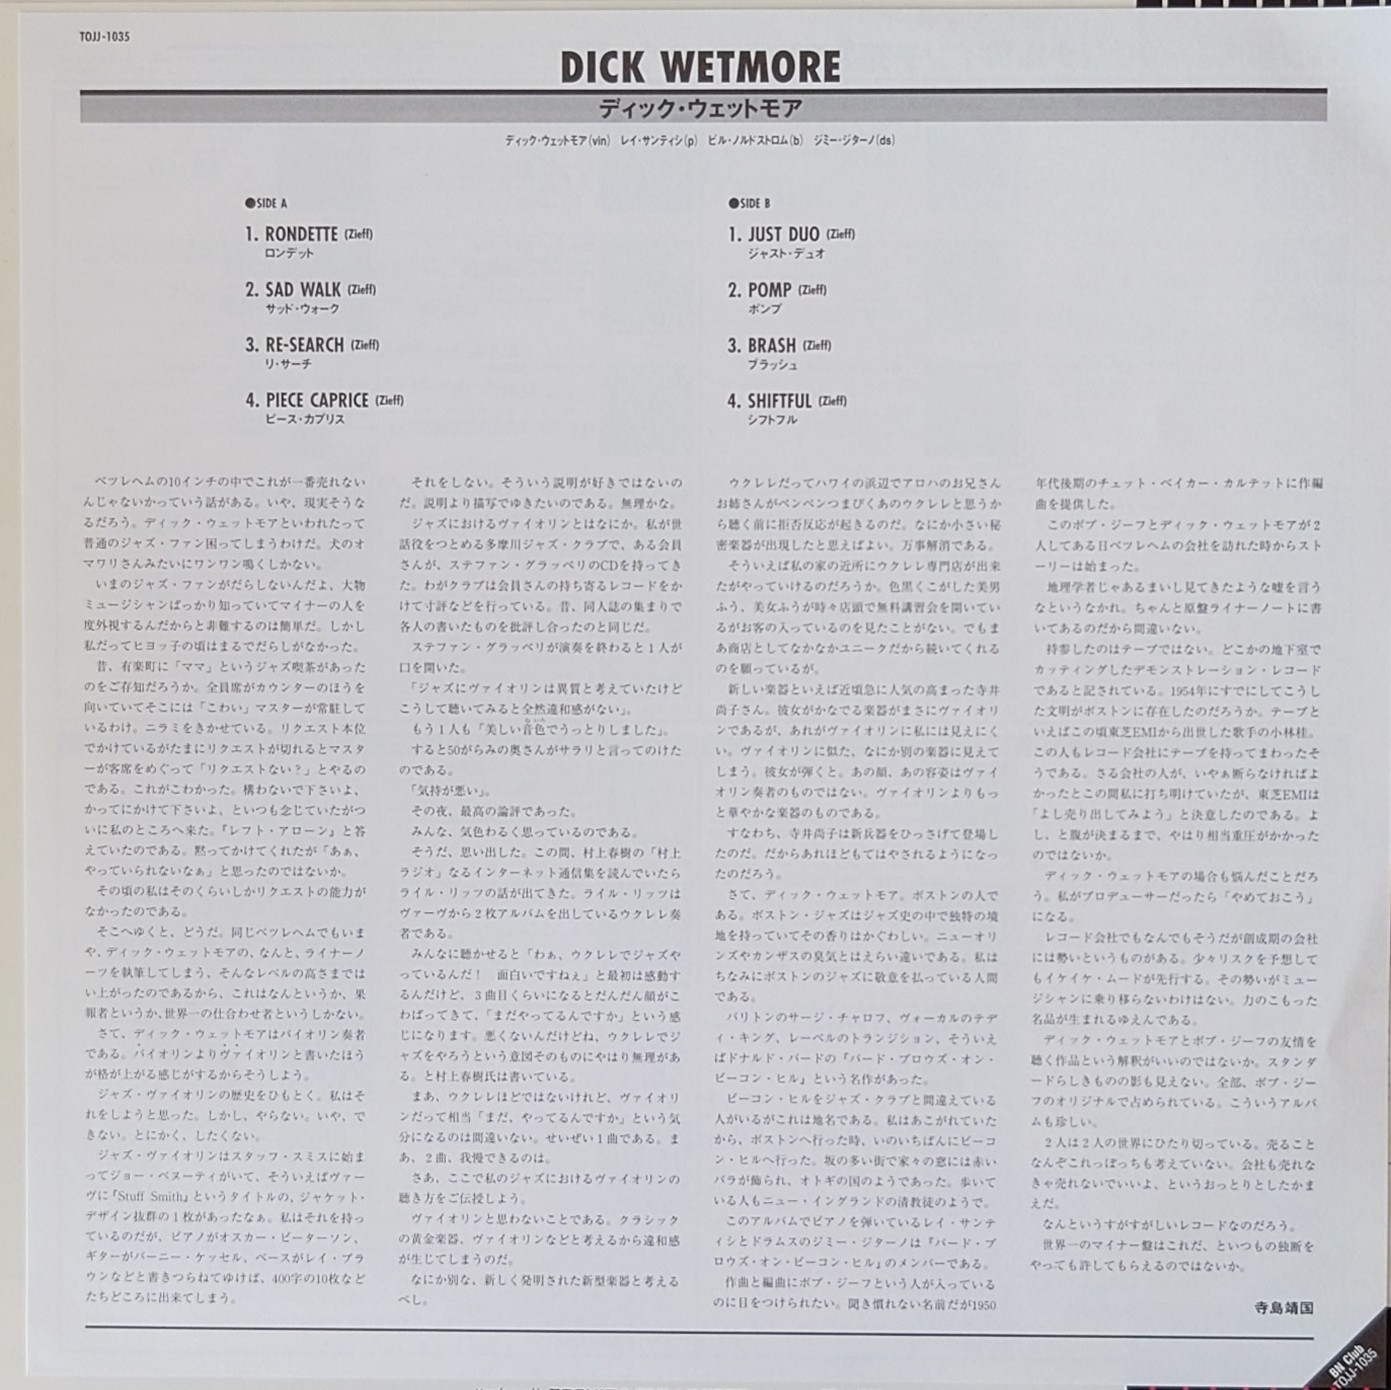 TOJJ-1035
DICK WETMORE
ディック・ウェットモア
ディック・ウェットモア(vin) レイ・サンティシ(p) ビル・ノルドストロム(b) ジミー・ジターノ(ds)
●SIDE A
1. RONDETTE (Zieff)
ロンデット
2. SAD WALK (Zieff)
サッド・ウォーク
3. RE-SEARCH (Zieff)
リ・サーチ
4. PIECE CAPRICE (Zieff)
ピース・カプリス
●SIDE B
1. JUST DUO (Zieff)
ジャスト・デュオ
2. POMP (Zieff)
ポンプ
3. BRASH (Zieff)
ブラッシュ
4. SHIFTFUL (Zieff)
シフトフル
ベツレヘムの10インチの中でこれが一番売れない
んじゃないかっていう話がある。いや、現実そうな
るだろう。ディック・ウェットモアといわれたって
普通のジャズ・ファン困ってしまうわけだ。犬のオ
マワリさんみたいにワンワン鳴くしかない。
いまのジャズ・ファンがだらしないんだよ、大物
ミュージシャンばっかり知っていてマイナーの人を
度外視するんだからと非難するのは簡単だ。しかし
私だってヒヨッ子の頃はまるでだらしがなかった。
昔、有楽町に「ママ」というジャズ喫茶があった
のをご存知だろうか。全員席がカウンターのほうを
向いていてそこには「こわい」マスターが常駐して
いるわけ。ニラミをきかせている。リクエスト本位
でかけているがたまにリクエストが切れるとマスタ
ーが客席をめぐって「リクエストない?」とやるの
である。これがこわかった。構わないで下さいよ、
かってにかけて下さいよ、といつも念じていたがつ
いに私のところへ来た。『レフト・アローン』と答
えていたのである。黙ってかけてくれたが「あぁ、
やっていられないなぁ」と思ったのではないか。
その頃の私はそのくらいしかリクエストの能力が
なかったのである。
そこへゆくと、どうだ。同じベツレヘムでもいま
や、ディック・ウェットモアの、なんと、ライナーノ
ーツを執筆してしまう、そんなレベルの高さまでは
い上がったのであるから、これはなんというか、果
報者というか、世界一の仕合わせ者というしかない。
さて、ディック・ウェットモアはバイオリン奏者
である。バイオリンよりヴァイオリンと書いたほう
が格が上がる感じがするからそうしよう。
ジャズ・ヴァイオリンの歴史をひもとく。私はそ
れをしようと思った。しかし、やらない。いや、で
きない。とにかく、したくない。
ジャズ・ヴァイオリンはスタッフ・スミスに始ま
ってジョー・ベヌーティがいて、そういえばヴァー
ヴに『Stuff Smith』というタイトルの、ジャケット・
デザイン抜群の1枚があったなぁ。私はそれを持っ
ているのだが、ピアノがオスカー・ピーターソン、
ギターがバーニー・ケッセル、ベースがレイ・ブラ
ウンなどと書きつらねてゆけば、400字の10枚など
たちどころに出来てしまう。
それをしない。そういう説明が好きではないの
だ。説明より描写でゆきたいのである。無理かな。
ジャズにおけるヴァイオリンとはなにか。私が世
話役をつとめる多摩川ジャズ・クラブで、ある会員
さんが、ステファン・グラッペリのCDを持ってき
た。わがクラブは会員さんの持ち寄るレコードをか
けて寸評などを行っている。昔、同人誌の集まりで
各人の書いたものを批評し合ったのと同じだ。
ステファン・グラッペリが演奏を終わると1人が
口を開いた。
「ジャズにヴァイオリンは異質と考えていたけど
こうして聴いてみると全然違和感がない」。
もう1人も「美しい音色でうっとりしました」。
すると50がらみの奥さんがサラリと言ってのけた
のである。
「気持が悪い」。
その夜、最高の論評であった。
みんな、気色わるく思っているのである。
そうだ、思い出した。この間、村上春樹の「村上
ラジオ」なるインターネット通信集を読んでいたら
ライル・リッツの話が出てきた。ライル・リッツは
ヴァーヴから2枚アルバムを出しているウクレレ奏
者である。
みんなに聴かせると「わぁ、ウクレレでジャズや
っているんだ! 面白いですねぇ」と最初は感動す
るんだけど、3曲目くらいになるとだんだん顔がこ
わばってきて、「まだやってるんですか」という感
じになります。悪くないんだけどね、ウクレレでジ
ャズをやろうという意図そのものにやはり無理があ
る。と村上春樹氏は書いている。
まあ、ウクレレほどではないけれど、ヴァイオリ
ンだって相当「まだ、やってるんですか」という気
分になるのは間違いない。せいぜい1曲である。ま
あ、2曲、我慢できるのは。
さあ、ここで私のジャズにおけるヴァイオリンの
聴き方をご伝授しよう。
ヴァイオリンと思わないことである。クラシック
の黄金楽器、ヴァイオリンなどと考えるから違和感
が生じてしまうのだ。
なにか別な、新しく発明された新型楽器と考える
べし。
ウクレレだってハワイの浜辺でアロハのお兄さん
お姉さんがペンペンつまびくあのウクレレと思うか
ら聴く前に拒否反応が起きるのだ。なにか小さい秘
密楽器が出現したと思えばよい。万事解消である。
そういえば私の家の近所にウクレレ専門店が出来
たがやっていけるのだろうか。色黒くこがした美男
ふう、美女ふうが時々店頭で無料講習会を開いてい
るがお客の入っているのを見たことがない。でもま
あ商店としてなかなかユニークだから続いてくれる
のを願っているが。
新しい楽器といえば近頃急に人気の高まった寺井
尚子さん。彼女がかなでる楽器がまさにヴァイオリ
ンであるが、あれがヴァイオリンに私には見えにく
い。ヴァイオリンに似た、なにか別の楽器に見えて
しまう。彼女が弾くと。あの顔、あの容姿はヴァイ
オリン奏者のものではない。ヴァイオリンよりもっ
と華やかな楽器のものである。
すなわち、寺井尚子は新兵器をひっさげて登場し
たのだ。だからあれほどもてはやされるようになっ
たのだろう。
さて、ディック・ウェットモア。ボストンの人で
ある。ボストン・ジャズはジャズ史の中で独特の境
地を持っていてその香りはかぐわしい。ニューオリ
ンズやカンザスの臭気とはえらい違いである。私は
ちなみにボストンのジャズに敬意を払っている人間
である。
バリトンのサージ・チャロフ、ヴォーカルのテデ
ィ・キング、レーベルのトランジション、そういえ
ばドナルド・バードの『バード・ブロウズ・オン・
ビーコン・ヒル』という名作があった。
ビーコン・ヒルをジャズ・クラブと間違えている
人がいるがこれは地名である。私はあこがれていた
から、ボストンへ行った時、いのいちばんにビーコ
ン・ヒルへ行った。坂の多い街で家々の窓には赤い
バラが飾られ、オトギの国のようであった。歩いて
いる人もニュー・イングランドの清教徒のようで。
このアルバムでピアノを弾いているレイ・サンテ
ィシとドラムスのジミー・ジターノは『バード・ブ
ロウズ・オン・ビーコン・ヒル』のメンバーである。
作曲と編曲にボブ・ジーフという人が入っている
のに目をつけられたい。聞き慣れない名前だが1950
年代後期のチェット・ベイカー・カルテットに作編
曲を提供した。
このボブ・ジーフとディック・ウェットモアが2
人してある日ベツレヘムの会社を訪れた時からスト
ーリーは始まった。
地理学者じゃあるまいし見てきたような嘘を言う
なというなかれ。ちゃんと原盤ライナーノートに書
いてあるのだから間違いない。
持参したのはテープではない。どこかの地下室で
カッティングしたデモンストレーション・レコード
であると記されている。1954年にすでにしてこうし
た文明がボストンに存在したのだろうか。テープと
いえばこの頃東芝EMIから出世した歌手の小林桂。
この人もレコード会社にテープを持ってまわったそ
うである。さる会社の人が、いやぁ断らなければよ
かったとこの間私に打ち明けていたが、東芝EMIは
「よし売り出してみよう」と決意したのである。よ
し、と腹が決まるまで、やはり相当重圧がかかった
のではないか。
ディック・ウェットモアの場合も悩んだことだろ
う。私がプロデューサーだったら「やめておこう」
になる。
レコード会社でもなんでもそうだが創成期の会社
には勢いというものがある。少々リスクを予想して
もイケイケ・ムードが先行する。その勢いがミュー
ジシャンに乗り移らないわけはない。力のこもった
名品が生まれるゆえんである。
ディック・ウェットモアとボブ・ジーフの友情を
聴く作品という解釈がいいのではないか。スタンダ
ードらしきものの影も見えない。全部、ボブ・ジー
フのオリジナルで占められている。こういうアルバ
ムも珍しい。
2人は2人の世界にひたり切っている。売ること
なんぞこれっぽっちも考えていない。会社も売れな
きゃ売れないでいいよ、というおっとりとしたかま
えだ。
なんというすがすがしいレコードなのだろう。
世界一のマイナー盤はこれだ、といつもの独断を
やっても許してもらえるのではないか。
寺島靖国
BN Club
TOJJ-1035